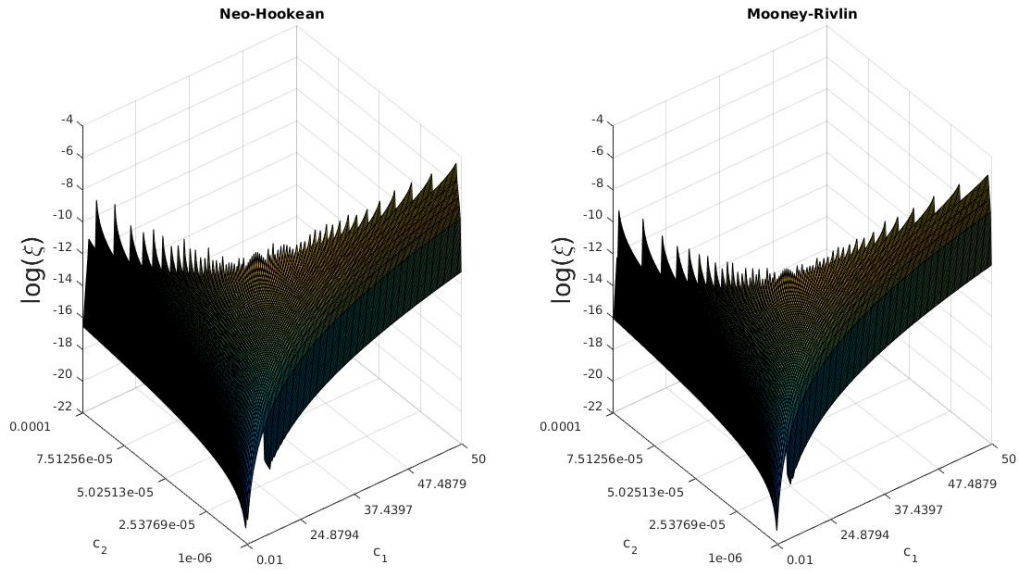 Neo-Hookean
-4
-6
-8
-10
-12
-14
-16
-18
-20
-22
log(ξ)
0.0001
7.51256e-05
5.02513e-05
2.53769e-05
1e-06
c2
0.01
24.8794
37.4397
47.4879
50
c1
Mooney-Rivlin
-4
-6
-8
-10
-12
-14
-16
-18
-20
-22
log(ξ)
0.0001
7.51256e-05
5.02513e-05
2.53769e-05
1e-06
c2
0.01
24.8794
37.4397
47.4879
50
c1